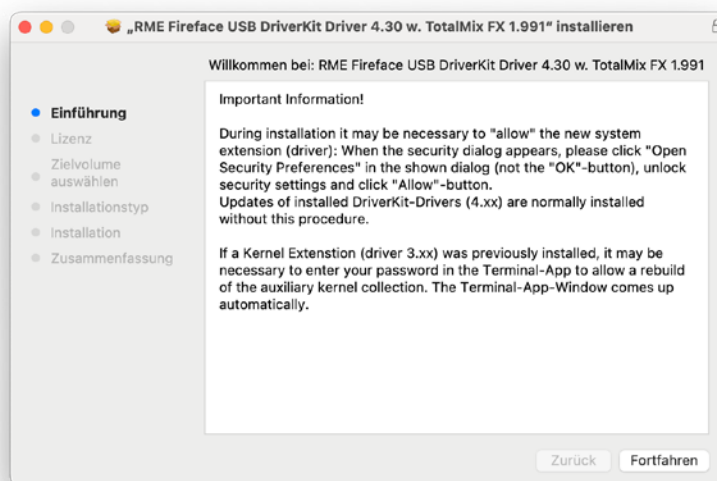 „RME Fireface USB DriverKit Driver 4.30 w. TotalMix FX 1.991“ installieren
Willkommen bei: RME Fireface USB DriverKit Driver 4.30 w. TotalMix FX 1.991
Einführung
Lizenz
Zielvolume
auswählen
Installationstyp
Installation
Zusammenfassung
Important Information!
During installation it may be necessary to "allow" the new system
extension (driver): When the security dialog appears, please click "Open
Security Preferences" in the shown dialog (not the "OK"-button), unlock
security settings and click "Allow"-button.
Updates of installed DriverKit-Drivers (4.xx) are normally installed
without this procedure.
If a Kernel Extenstion (driver 3.xx) was previously installed, it may be
necessary to enter your password in the Terminal-App to allow a rebuild
of the auxiliary kernel collection. The Terminal-App-Window comes up
automatically.
Zurück
Fortfahren